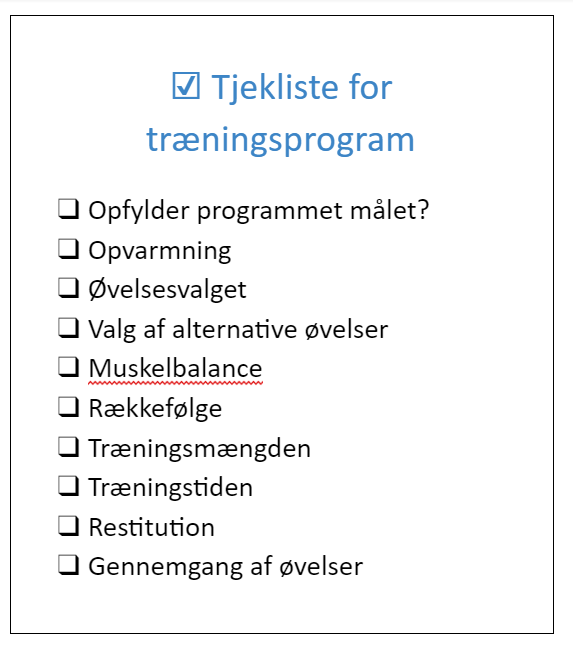 ☑ Tjekliste for
træningsprogram
❑ Opfylder programmet målet?
❑ Opvarmning
❑ Øvelsesvalget
❑ Valg af alternative øvelser
❑ Muskelbalance
❑ Rækkefølge
❑ Træningsmængden
❑ Træningstiden
❑ Restitution
❑ Gennemgang af øvelser